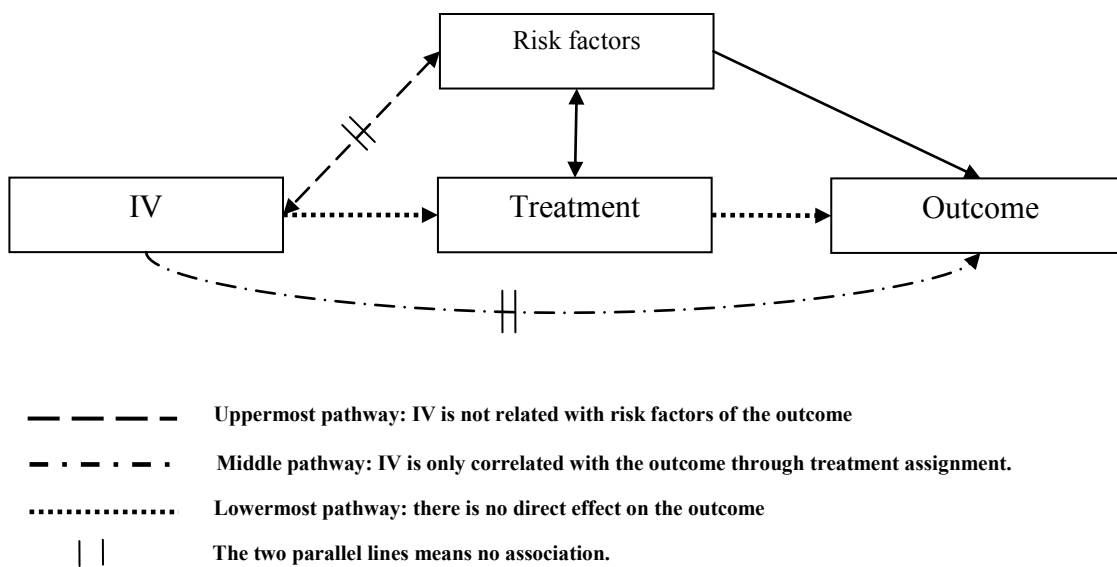 Risk factors
IV
Treatment
Outcome
Uppermost pathway: IV is not related with risk factors of the outcome
Middle pathway: IV is only correlated with the outcome through treatment assignment.
Lowermost pathway: there is no direct effect on the outcome
The two parallel lines means no association.